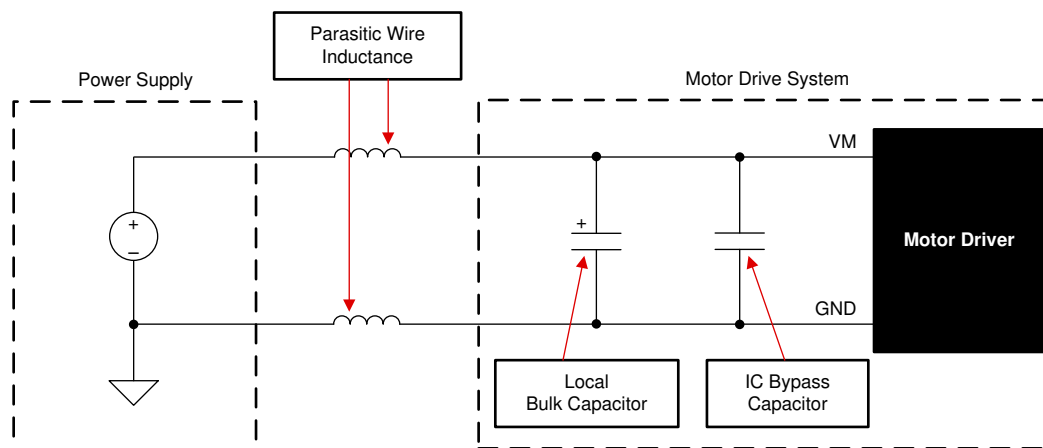 Parasitic Wire
Inductance
Power Supply
Motor Drive System
VM
+
−
+
Motor Driver
GND
Local
Bulk Capacitor
IC Bypass
Capacitor